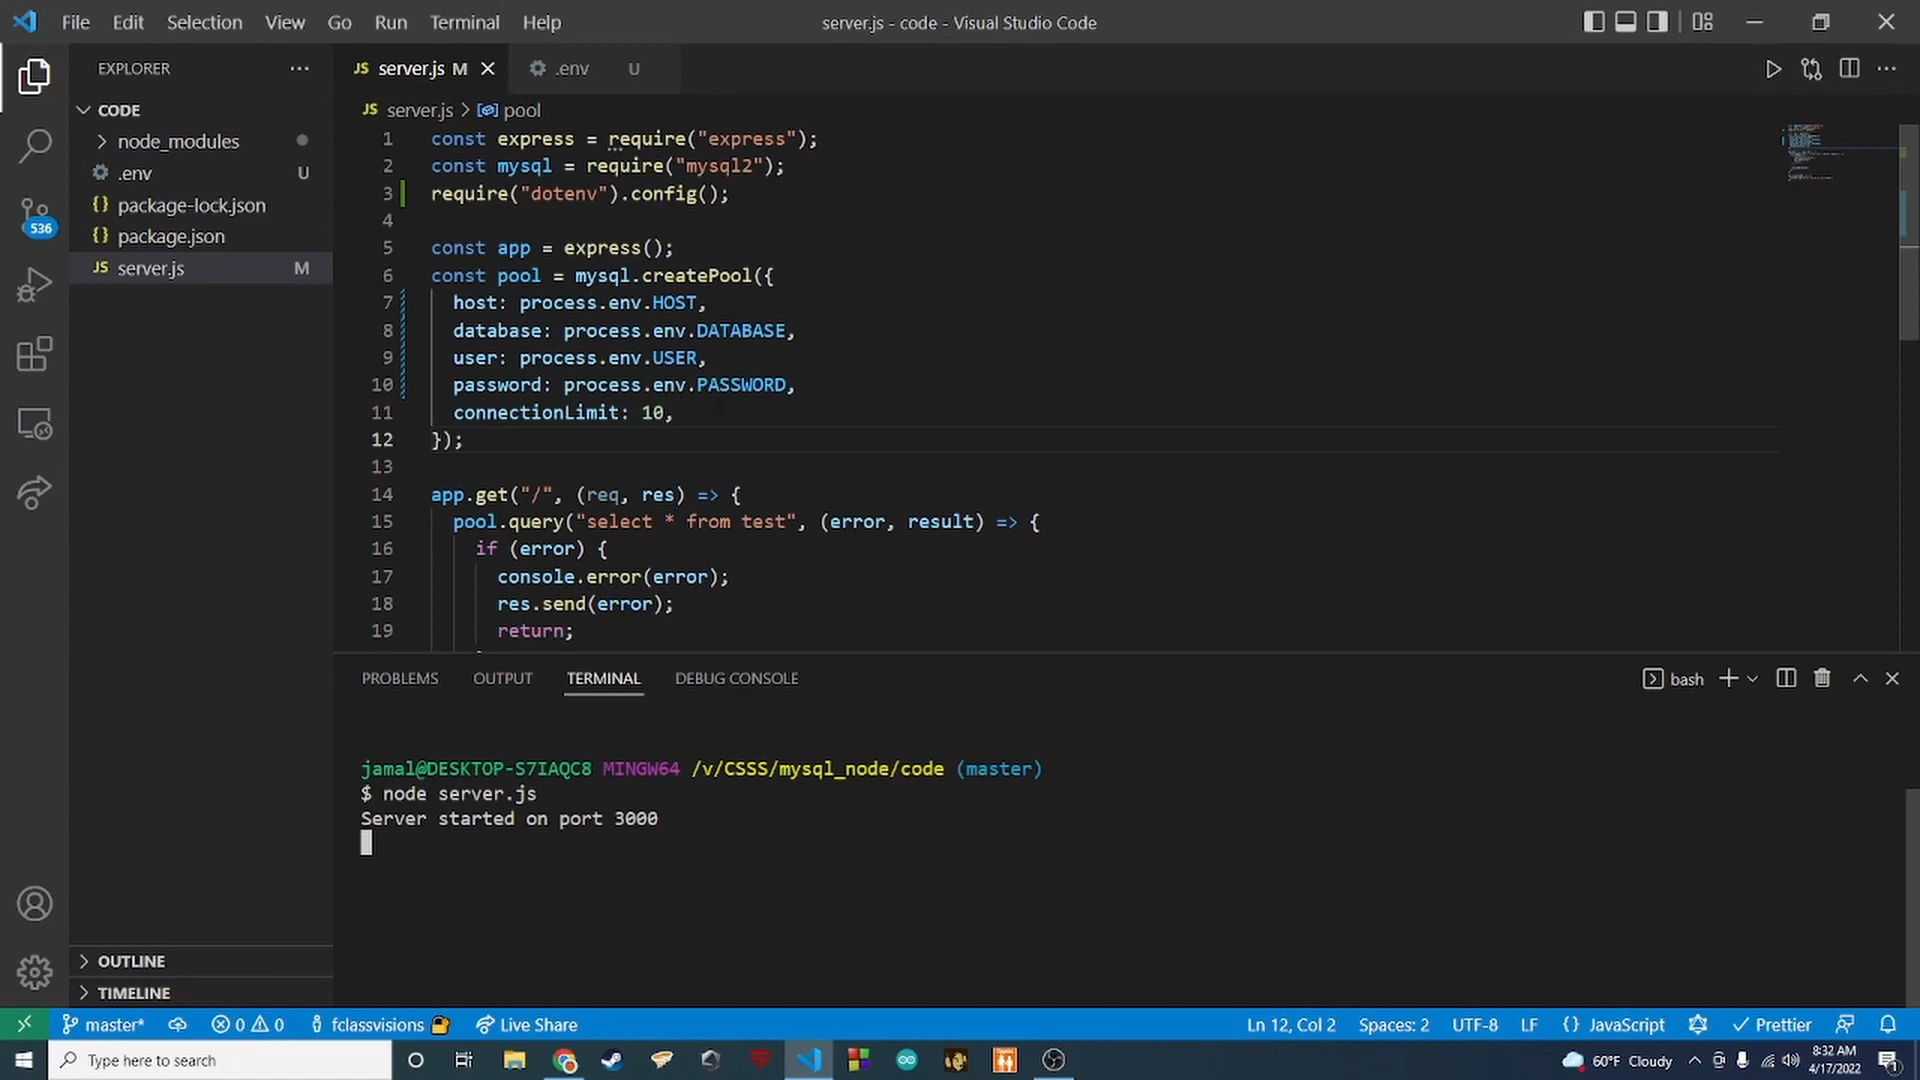 File Edit Selection View Go Run Terminal Help
server.js - code - Visual Studio Code
EXPLORER
CODE
node_modules
.env U
package-lock.json
package.json
server.js M
536
server.js M
.env U
server.js > pool
1 const express = require("express");
2 const mysql = require("mysql2");
3 require("dotenv").config();
4
5 const app = express();
6 const pool = mysql.createPool({
7 host: process.env.HOST,
8 database: process.env.DATABASE,
9 user: process.env.USER,
10 password: process.env.PASSWORD,
11 connectionLimit: 10,
12 });
13
14 app.get("/", (req, res) => {
15 pool.query("select * from test", (error, result) => {
16 if (error) {
17 console.error(error);
18 res.send(error);
19 return;
PROBLEMS OUTPUT TERMINAL DEBUG CONSOLE
bash
jamal@DESKTOP-S7IAQC8 MINGW64 /v/CSSS/mysql_node/code (master)
$ node server.js
Server started on port 3000
OUTLINE
TIMELINE
master* 0 0 fclassvisions Live Share
Ln 12, Col 2 Spaces: 2 UTF-8 LF {} JavaScript Prettier
Type here to search
60°F Cloudy
8:32 AM
4/17/2022